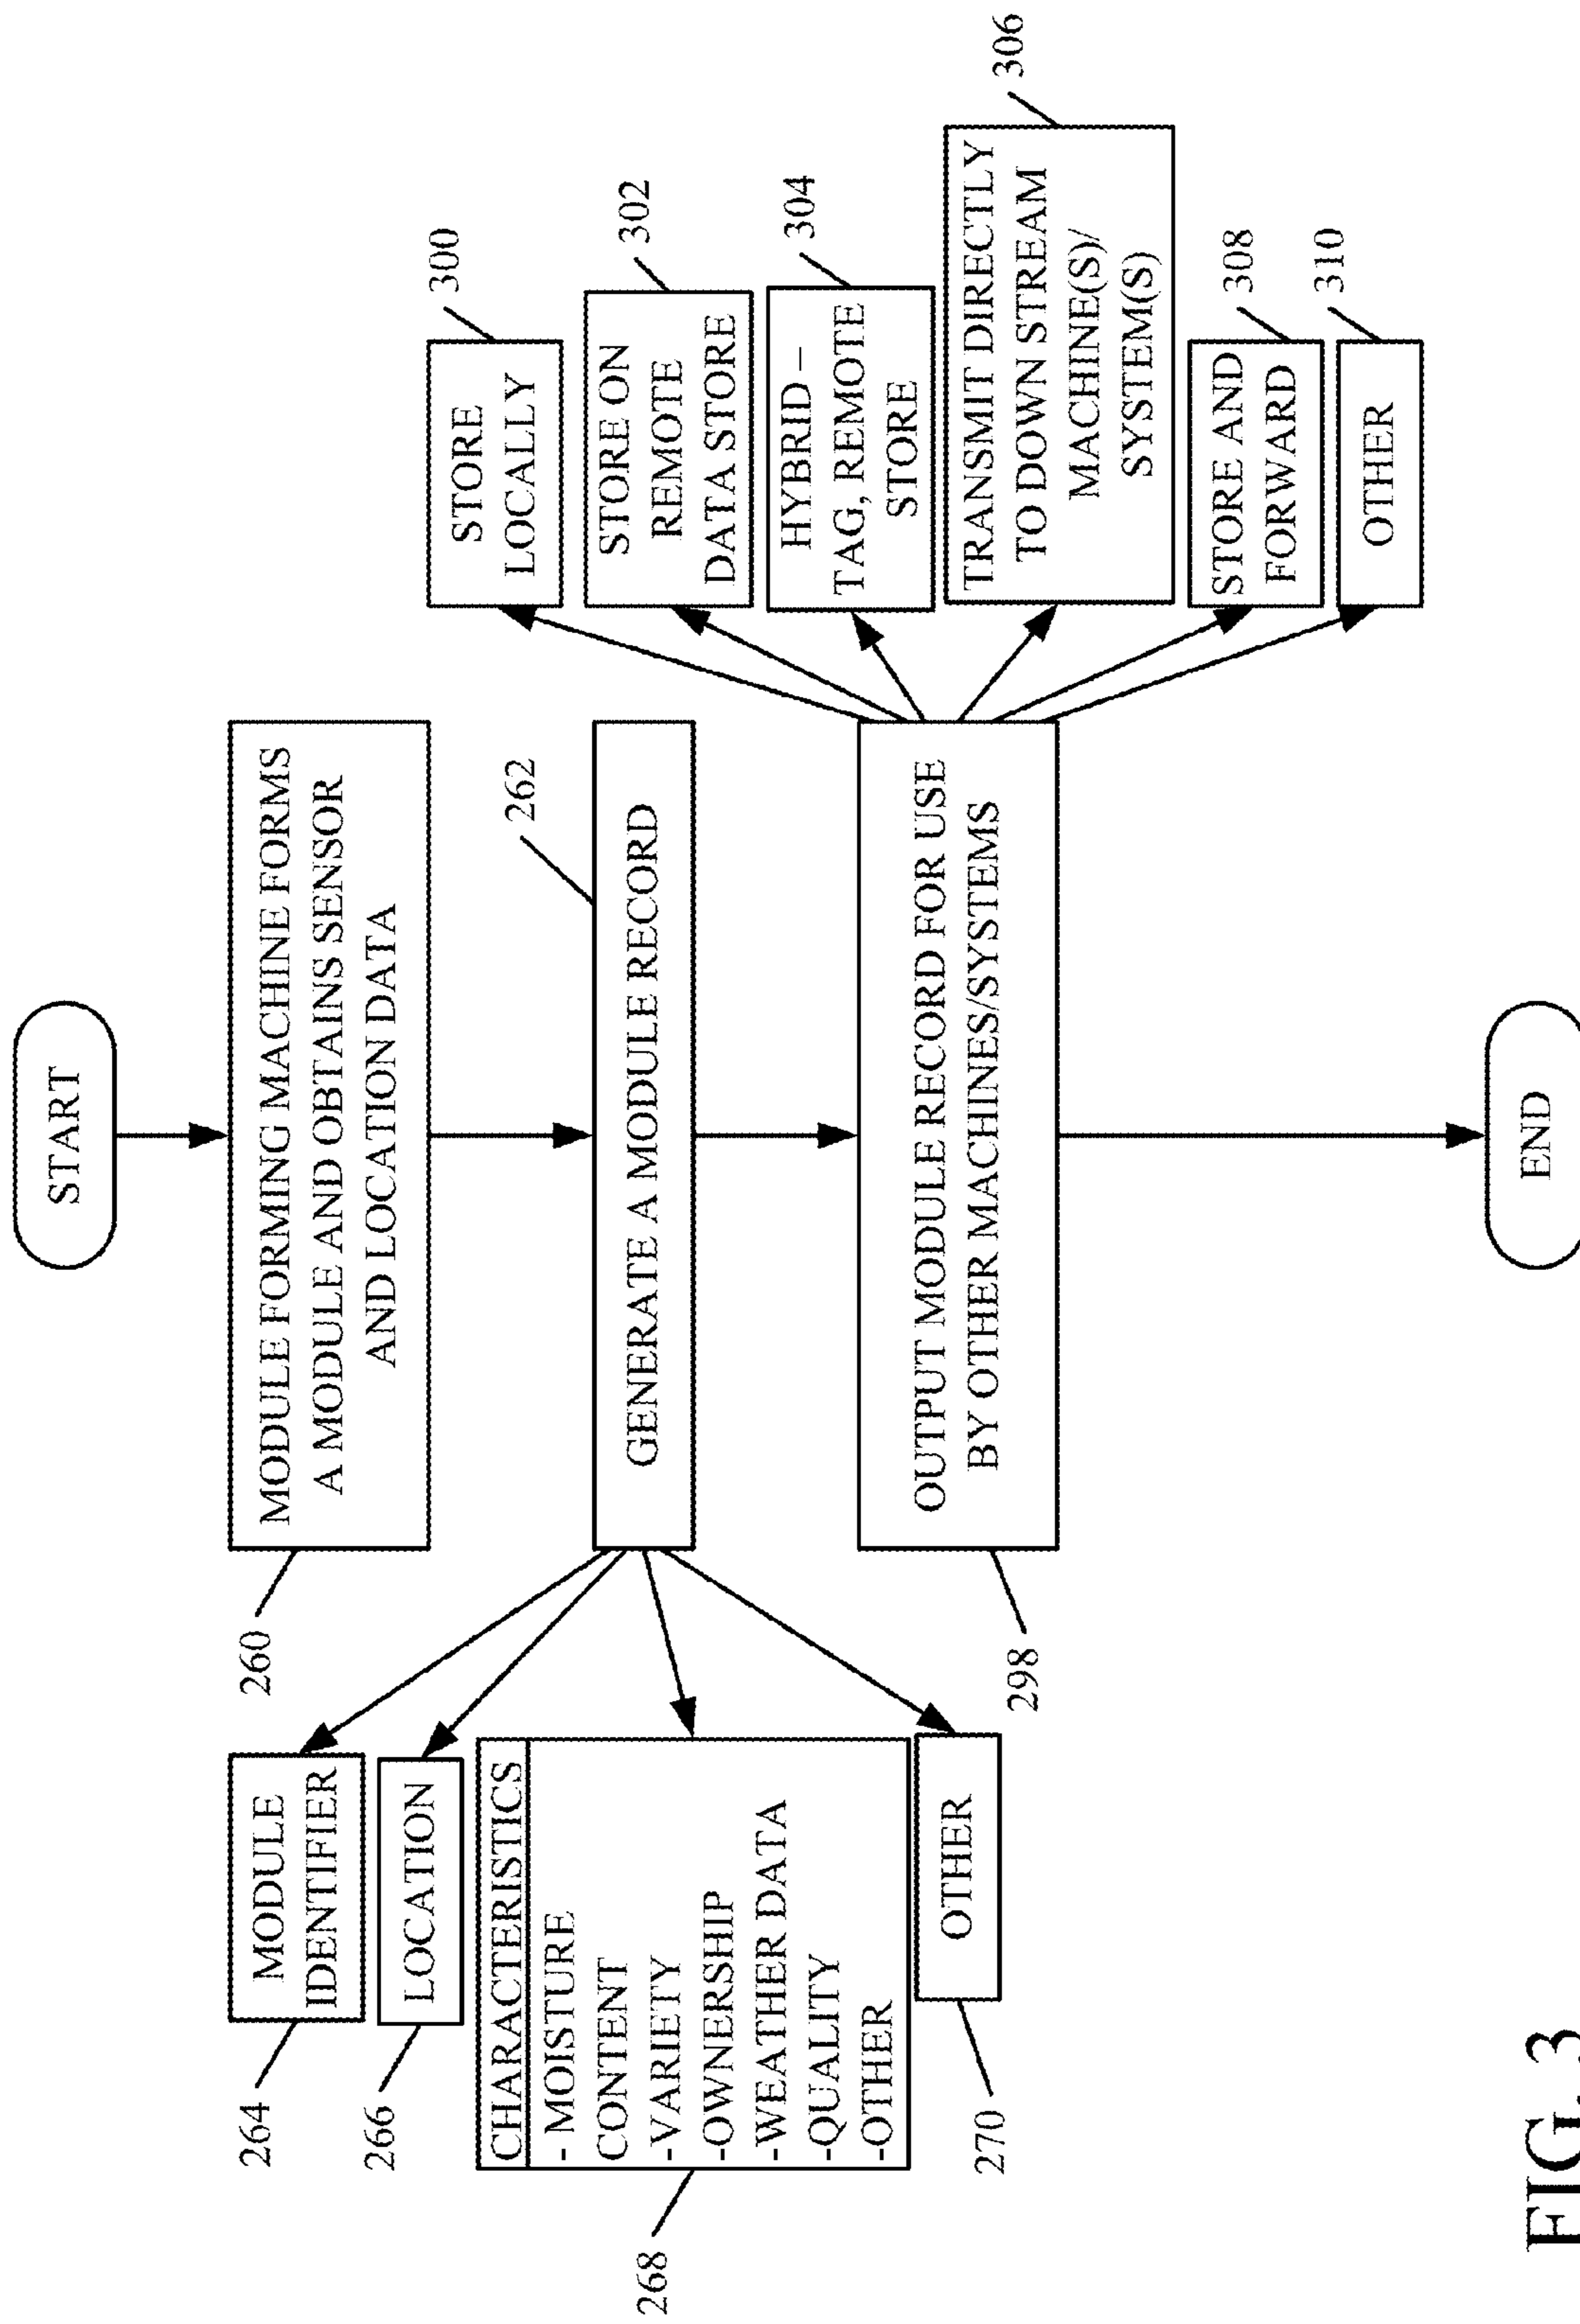 START
MODULE FORMING MACHINE FORMS
A MODULE AND OBTAINS SENSOR
AND LOCATION DATA
260
GENERATE A MODULE RECORD
262
MODULE
IDENTIFIER
264
LOCATION
266
CHARACTERISTICS
- MOISTURE
CONTENT
-VARIETY
-OWNERSHIP
-WEATHER DATA
-QUALITY
-OTHER
268
OTHER
270
OUTPUT MODULE RECORD FOR USE
BY OTHER MACHINES/SYSTEMS
298
STORE
LOCALLY
300
STORE ON
REMOTE
DATA STORE
302
HYBRID –
TAG, REMOTE
STORE
304
TRANSMIT DIRECTLY
TO DOWN STREAM
MACHINE(S)/
SYSTEM(S)
306
STORE AND
FORWARD
308
OTHER
310
END
FIG. 3